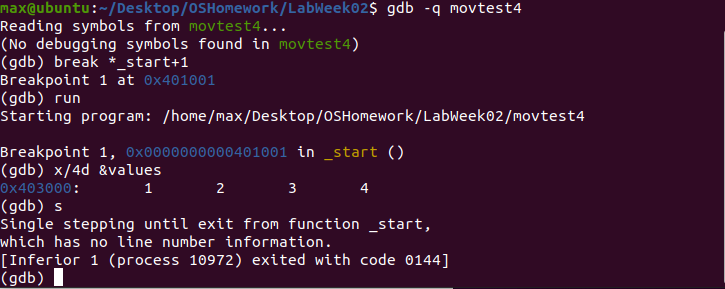 max@ubuntu:~/Desktop/OSHomework/LabWeek02$ gdb -q movtest4
Reading symbols from movtest4...
(No debugging symbols found in movtest4)
(gdb) break *_start+1
Breakpoint 1 at 0x401001
(gdb) run
Starting program: /home/max/Desktop/OSHomework/LabWeek02/movtest4
Breakpoint 1, 0x0000000000401001 in _start ()
(gdb) x/4d &values
0x403000: 1 2 3 4
(gdb) s
Single stepping until exit from function _start,
which has no line number information.
[Inferior 1 (process 10972) exited with code 0144]
(gdb)